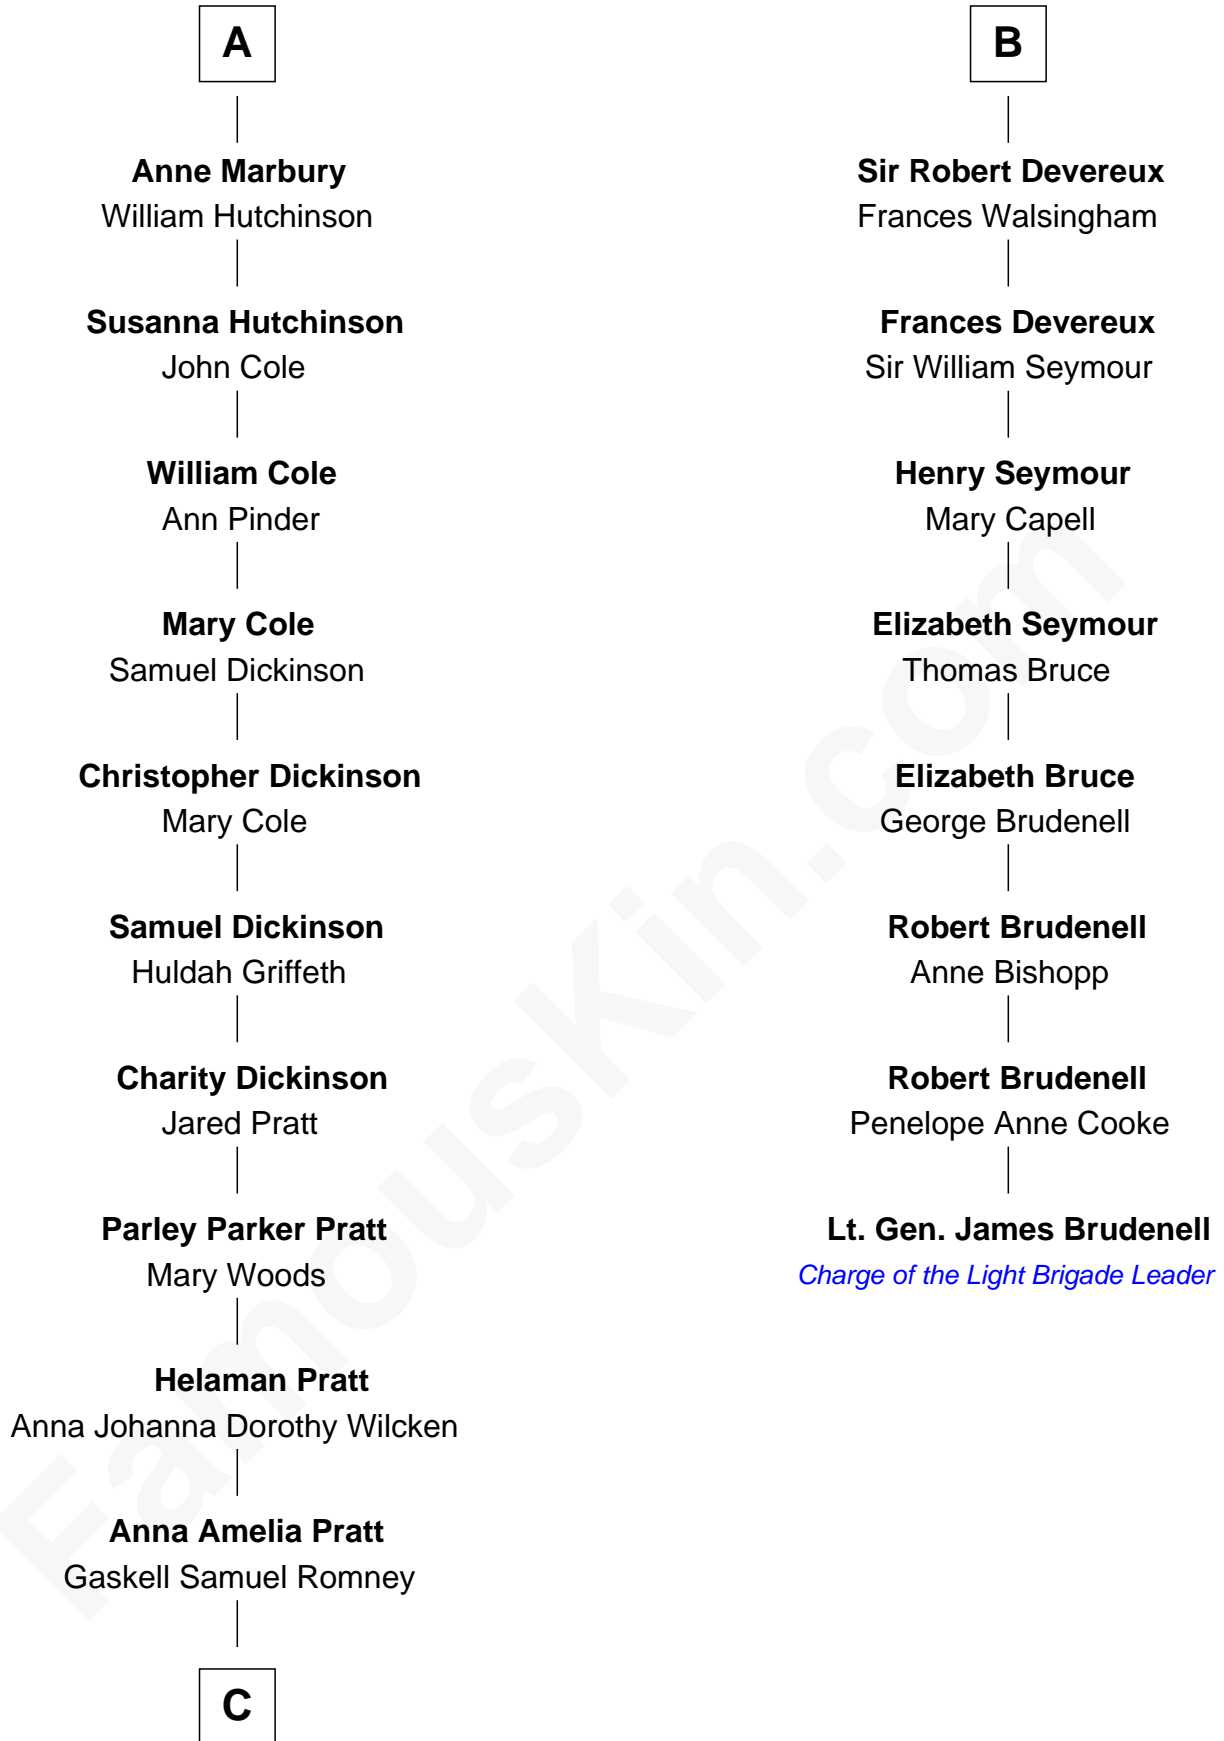 A
Anne Marbury
William Hutchinson
Susanna Hutchinson
John Cole
William Cole
Ann Pinder
Mary Cole
Samuel Dickinson
Christopher Dickinson
Mary Cole
Samuel Dickinson
Huldah Griffeth
Charity Dickinson
Jared Pratt
Parley Parker Pratt
Mary Woods
Helaman Pratt
Anna Johanna Dorothy Wilcken
Anna Amelia Pratt
Gaskell Samuel Romney
C
B
Sir Robert Devereux
Frances Walsingham
Frances Devereux
Sir William Seymour
Henry Seymour
Mary Capell
Elizabeth Seymour
Thomas Bruce
Elizabeth Bruce
George Brudenell
Robert Brudenell
Anne Bishopp
Robert Brudenell
Penelope Anne Cooke
Lt. Gen. James Brudenell
Charge of the Light Brigade Leader
FamousKin.com